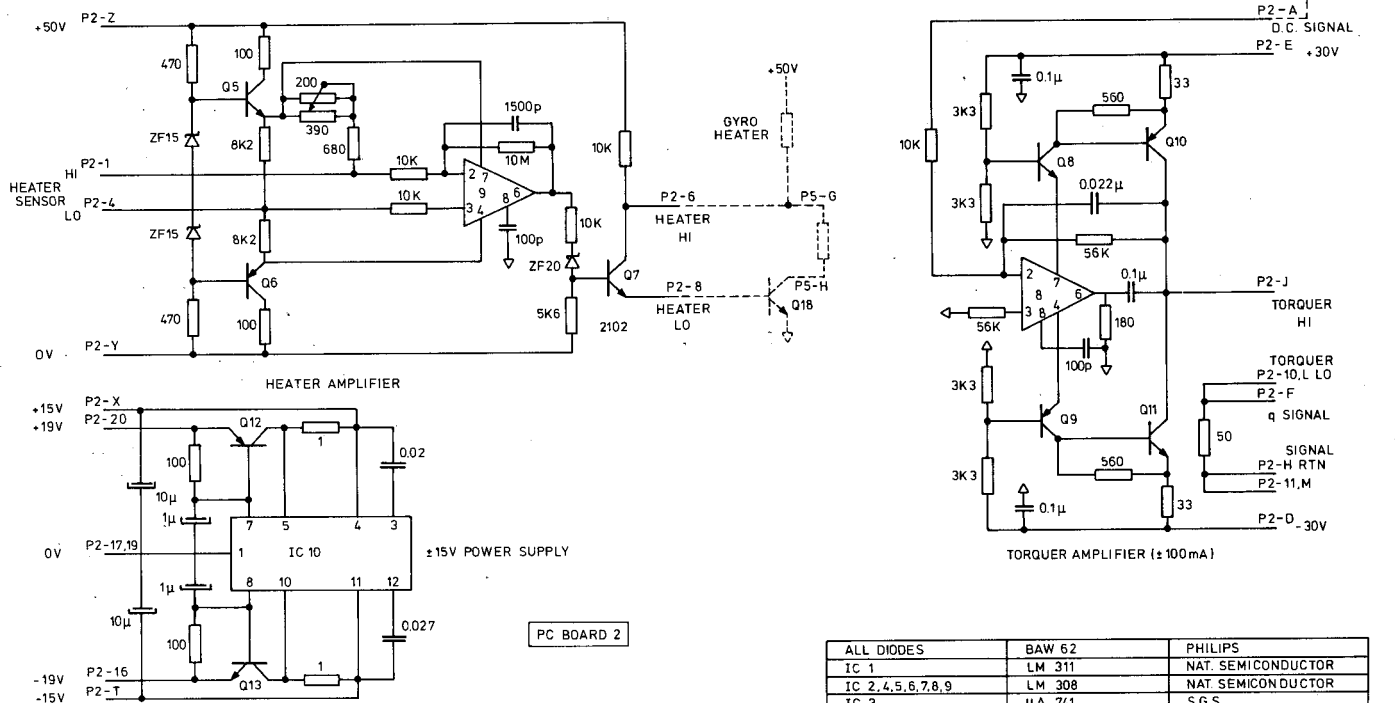 +50V P2-Z
470
100
Q5
200
390
680
ZF15
8K2
HI P2-1
HEATER SENSOR
LO P2-4
10K
10K
1500p
10M
2 7 9 6 3 4 8
100p
10K
ZF20
5K6
ZF15
8K2
Q6
470
100
0V P2-Y
10K
P2-6
HEATER HI
Q7
2102
P2-8
HEATER LO
+50V
GYRO HEATER
P5-G
P5-H
Q18
HEATER AMPLIFIER
+15V P2-X
+19V P2-20
Q12
1
100
0.02
10µ
1µ
7 5 4 3
0V P2-17,19
1 IC 10
±15V POWER SUPPLY
8 10 11 12
1µ
10µ
100
0.027
1
Q13
-19V P2-16
-15V P2-T
PC BOARD 2
P2-A
D.C. SIGNAL
P2-E +30V
0.1µ
33
3K3
560
Q10
Q8
10K
3K3
0.022µ
56K
2 7 8 6 3 8 4
0.1µ
P2-J
TORQUER HI
56K
180
100p
3K3
Q9
Q11
560
3K3
0.1µ
33
P2-D -30V
TORQUER
P2-10,L LO
P2-F
q SIGNAL
50
SIGNAL
P2-H RTN
P2-11,M
TORQUER AMPLIFIER (±100mA)
ALL DIODES BAW 62 PHILIPS
IC 1 LM 311 NAT. SEMICONDUCTOR
IC 2,4,5,6,7,8,9 LM 308 NAT. SEMICONDUCTOR
IC 3 µA 741 S.G.S.